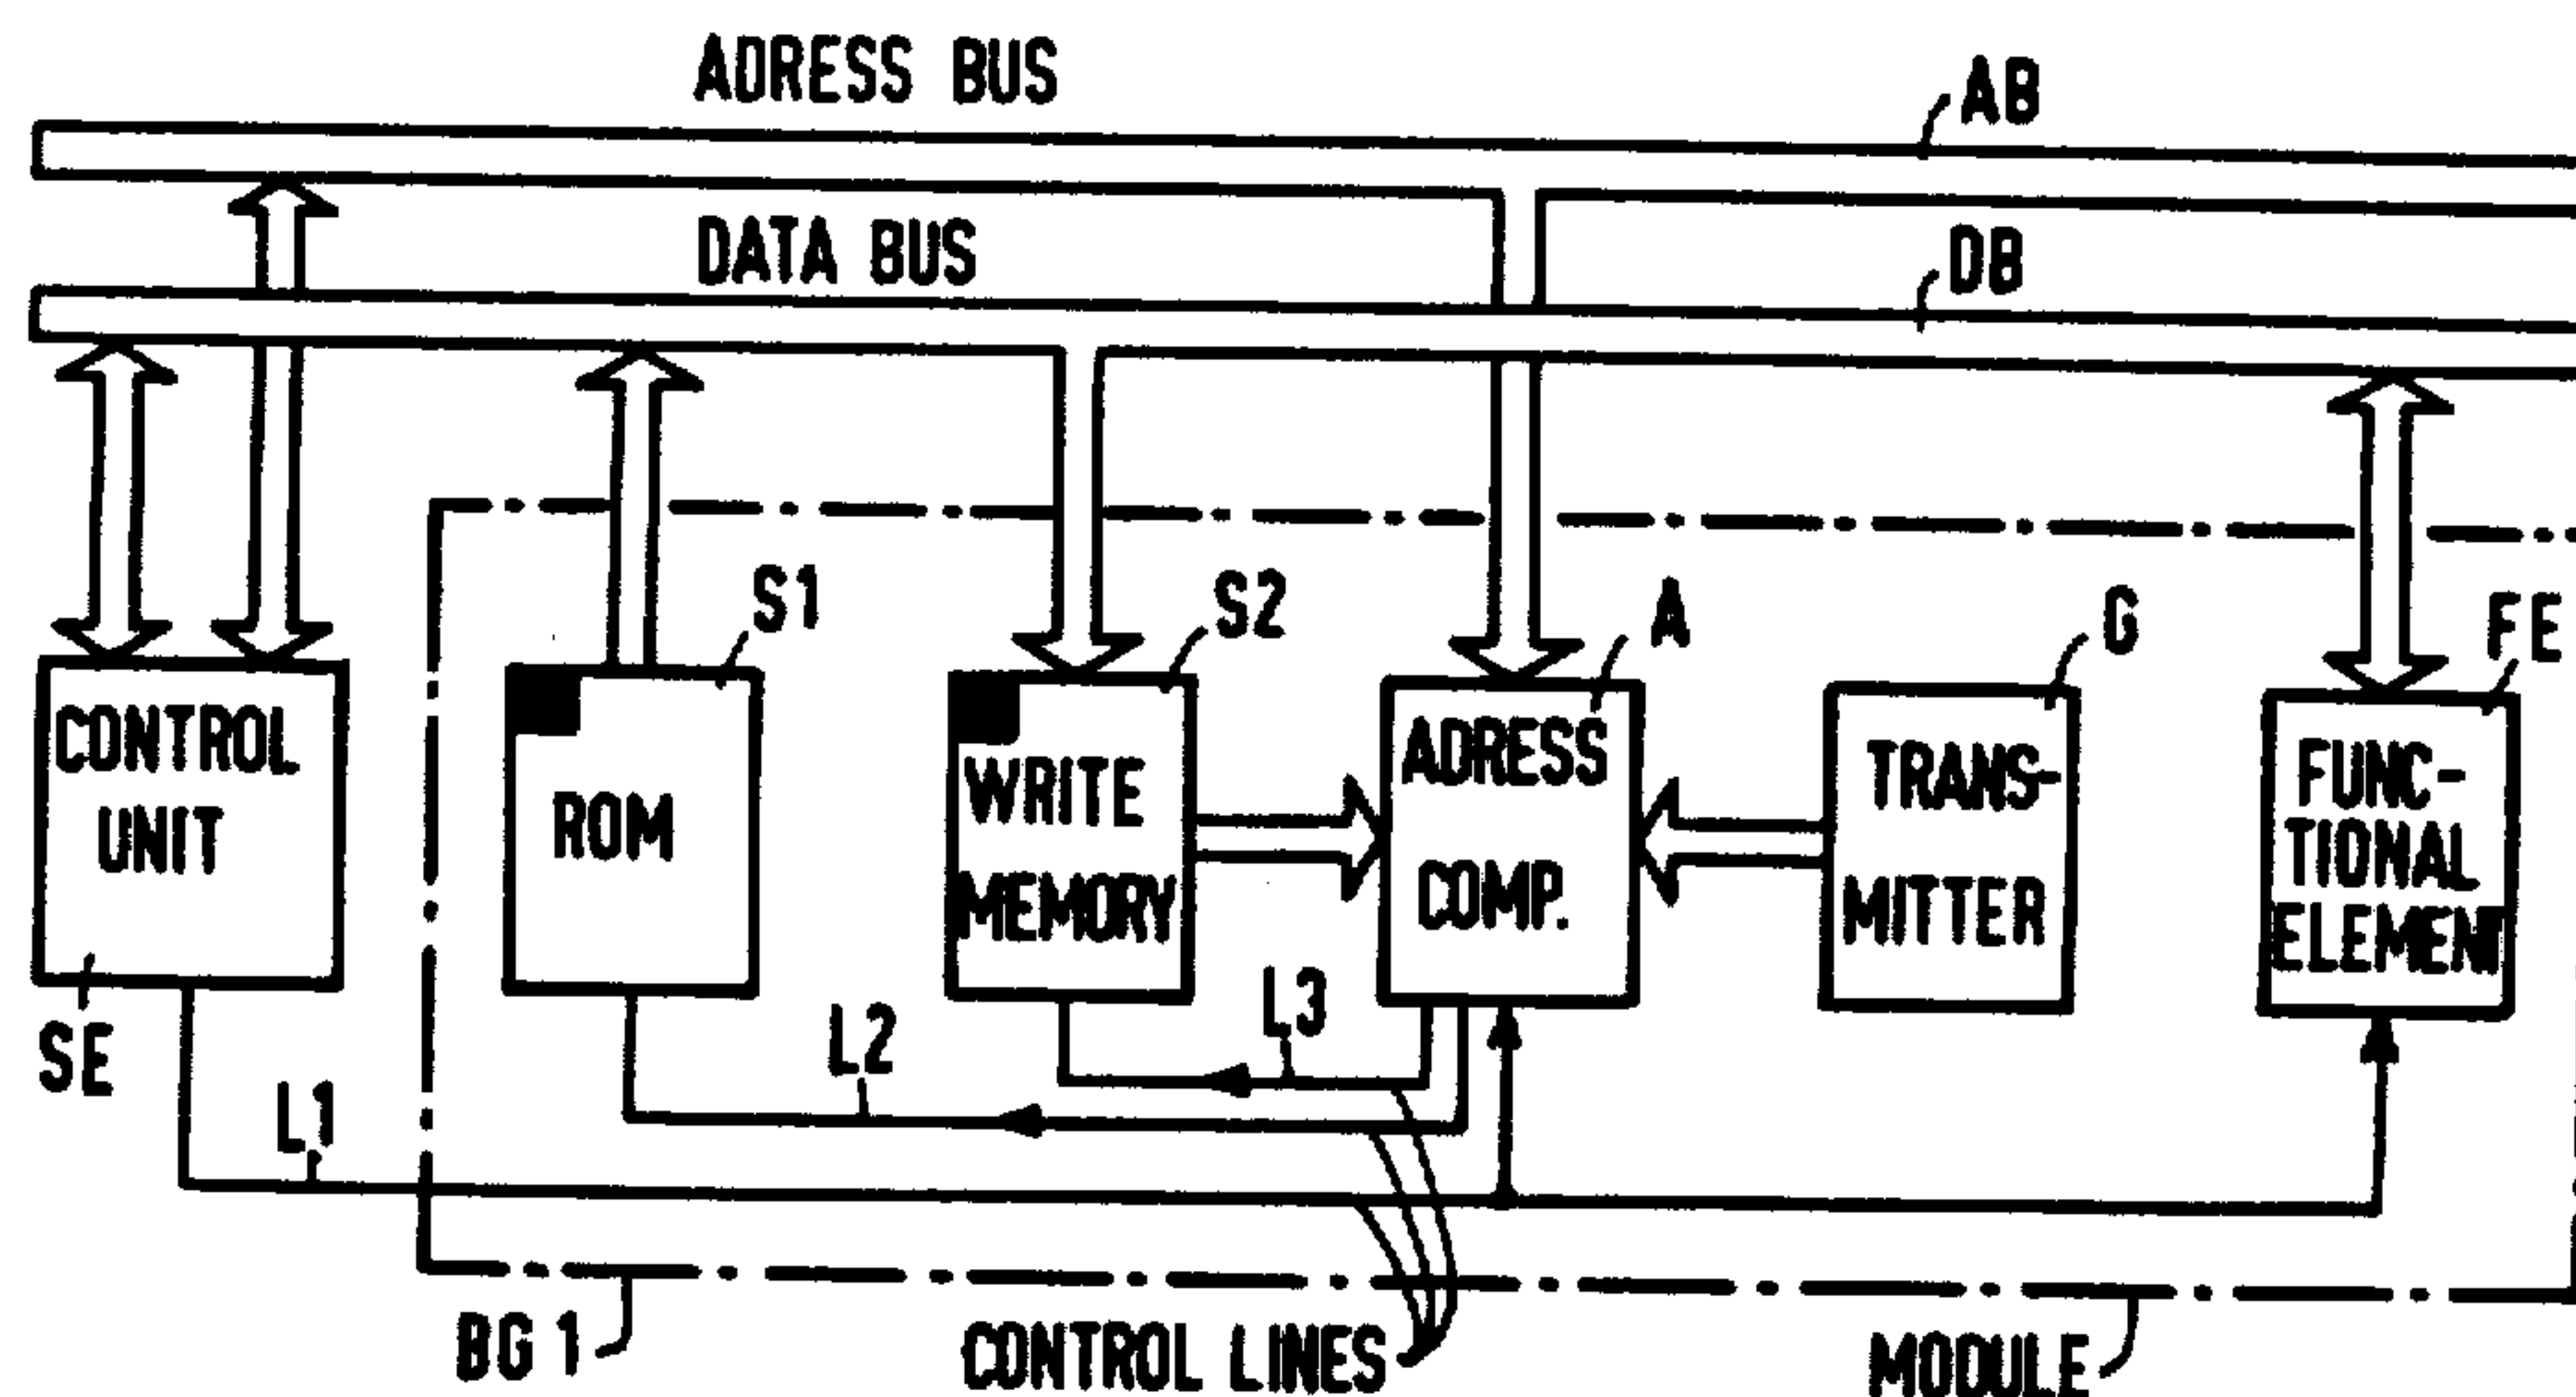 ADRESS BUS
AB
DATA BUS
DB
S1
S2
A
G
FE
CONTROL
UNIT
ROM
WRITE
MEMORY
ADRESS
COMP.
TRANS-
MITTER
FUNC-
TIONAL
ELEMENT
SE
L1
L2
L3
BG 1
CONTROL LINES
MODULE